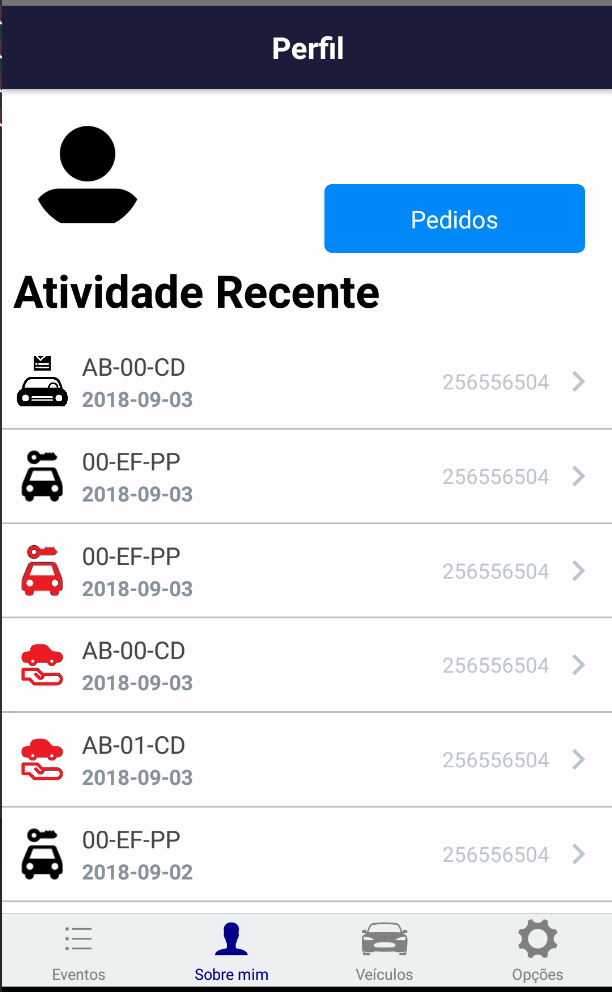 Perfil
Pedidos
Atividade Recente
AB-00-CD
2018-09-03
256556504
00-EF-PP
2018-09-03
256556504
00-EF-PP
2018-09-03
256556504
AB-00-CD
2018-09-03
256556504
AB-01-CD
2018-09-03
256556504
00-EF-PP
2018-09-02
256556504
Eventos
Sobre mim
Veículos
Opções